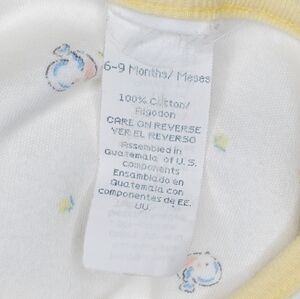 6-9 Months/ Meses
100% Cotton/
Algodon
CARE ON REVERSE
VER EL REVERSO
Assembled in
Guatemala of U.S.
components
Ensamblado en
Guatemala con
componentes de EE.
UU.